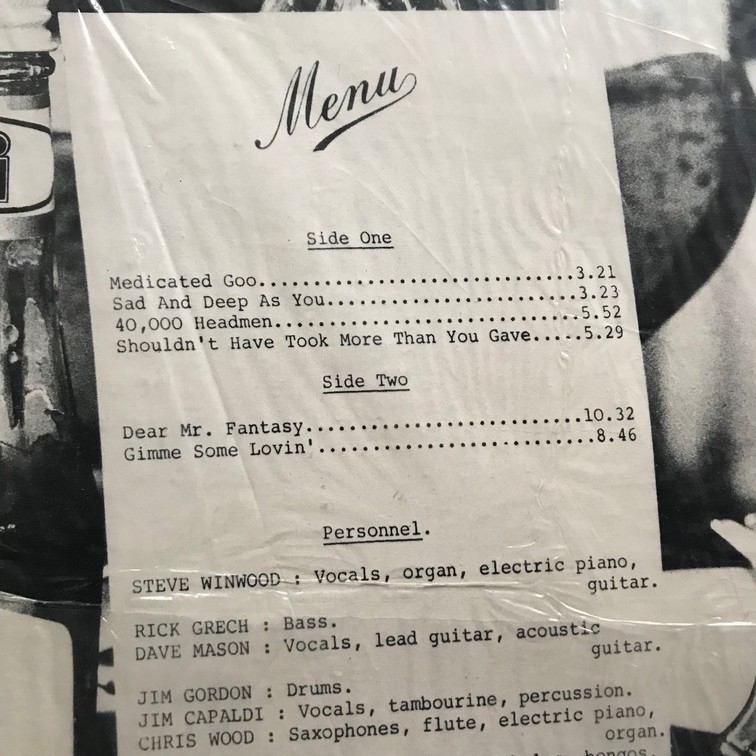 Menu
Side One
Medicated Goo..............................3.21
Sad And Deep As You........................3.23
40,000 Headmen.............................5.52
Shouldn't Have Took More Than You Gave.....5.29
Side Two
Dear Mr. Fantasy..........................10.32
Gimme Some Lovin'..........................8.46
Personnel.
STEVE WINWOOD : Vocals, organ, electric piano,
guitar.
RICK GRECH : Bass.
DAVE MASON : Vocals, lead guitar, acoustic
guitar.
JIM GORDON : Drums.
JIM CAPALDI : Vocals, tambourine, percussion.
CHRIS WOOD : Saxophones, flute, electric piano,
organ.
bongos.